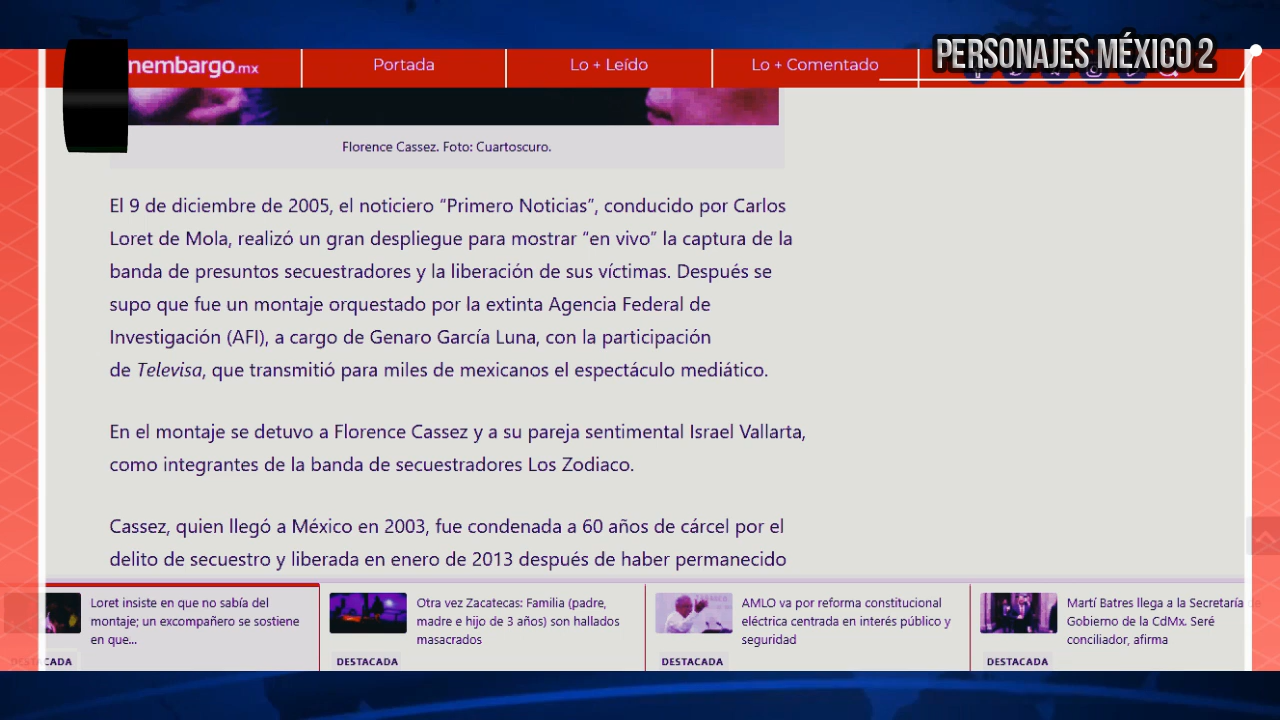 PERSONAJES MÉXICO 2
nembargo.mx
Portada
Lo + Leído
Lo + Comentado
Florence Cassez. Foto: Cuartoscuro.
El 9 de diciembre de 2005, el noticiero “Primero Noticias”, conducido por Carlos
Loret de Mola, realizó un gran despliegue para mostrar “en vivo” la captura de la
banda de presuntos secuestradores y la liberación de sus víctimas. Después se
supo que fue un montaje orquestado por la extinta Agencia Federal de
Investigación (AFI), a cargo de Genaro García Luna, con la participación
de Televisa, que transmitió para miles de mexicanos el espectáculo mediático.
En el montaje se detuvo a Florence Cassez y a su pareja sentimental Israel Vallarta,
como integrantes de la banda de secuestradores Los Zodiaco.
Cassez, quien llegó a México en 2003, fue condenada a 60 años de cárcel por el
delito de secuestro y liberada en enero de 2013 después de haber permanecido
Loret insiste en que no sabía del
montaje; un excompañero se sostiene
en que...
DESTACADA
Otra vez Zacatecas: Familia (padre,
madre e hijo de 3 años) son hallados
masacrados
DESTACADA
AMLO va por reforma constitucional
eléctrica centrada en interés público y
seguridad
DESTACADA
Martí Batres llega a la Secretaría de
Gobierno de la CdMx. Seré
conciliador, afirma
DESTACADA